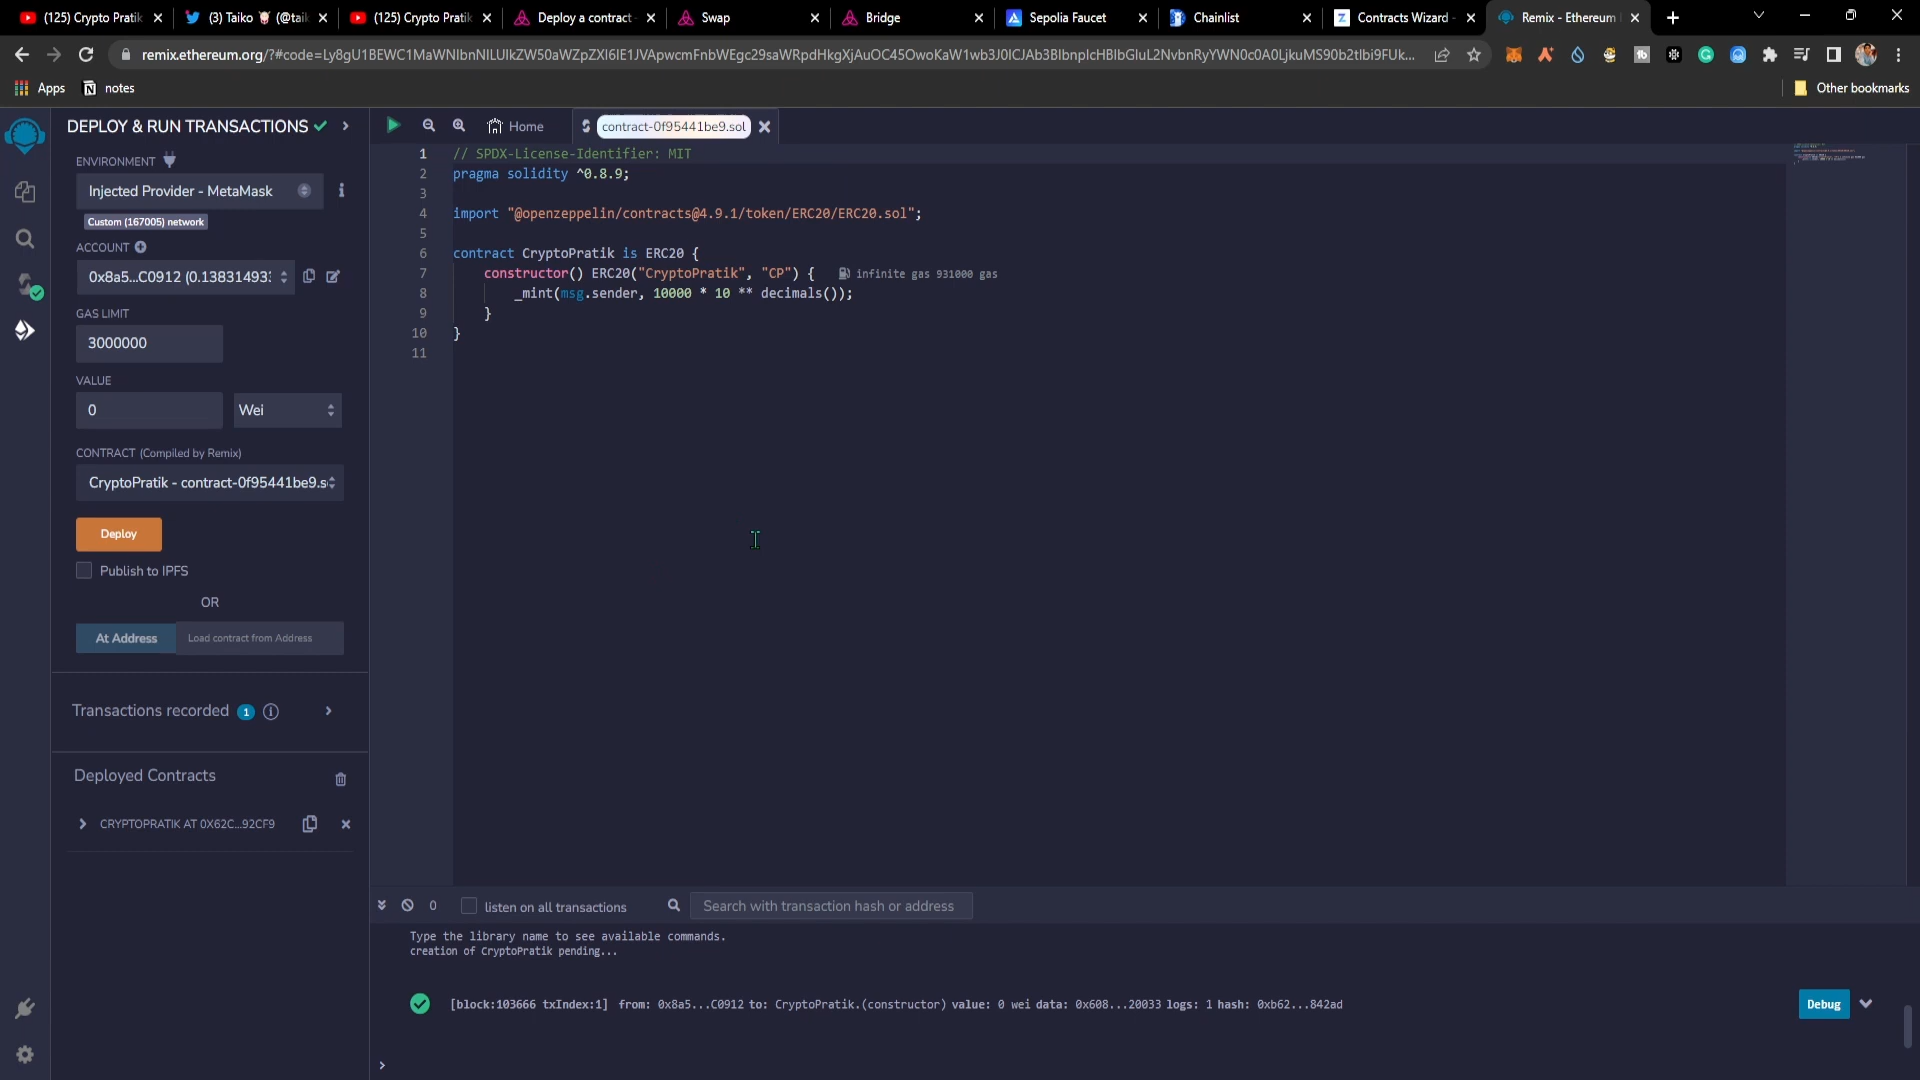 (125) Crypto Pratik
(3) Taiko (@taik
(125) Crypto Pratik
Deploy a contract
Swap
Bridge
Sepolia Faucet
Chainlist
Contracts Wizard
Remix - Ethereum
Apps
notes
Other bookmarks
DEPLOY & RUN TRANSACTIONS
Home
contract-0f95441be9.sol
ENVIRONMENT
Injected Provider - MetaMask
Custom (167005) network
ACCOUNT
0x8a5...C0912 (0.13831493:
GAS LIMIT
3000000
VALUE
0
Wei
CONTRACT (Compiled by Remix)
CryptoPratik - contract-0f95441be9.s
Deploy
Publish to IPFS
OR
At Address
Load contract from Address
Transactions recorded 1
Deployed Contracts
CRYPTOPRATIK AT 0X62C...92CF9
1 // SPDX-License-Identifier: MIT
2 pragma solidity ^0.8.9;
3
4 import "@openzeppelin/contracts@4.9.1/token/ERC20/ERC20.sol";
5
6 contract CryptoPratik is ERC20 {
7 constructor() ERC20("CryptoPratik", "CP") { infinite gas 931000 gas
8 _mint(msg.sender, 10000 * 10 ** decimals());
9 }
10 }
11
0
listen on all transactions
Search with transaction hash or address
Type the library name to see available commands.
creation of CryptoPratik pending...
[block:103666 txIndex:1] from: 0x8a5...C0912 to: CryptoPratik.(constructor) value: 0 wei data: 0x608...20033 logs: 1 hash: 0xb62...842ad
Debug
>